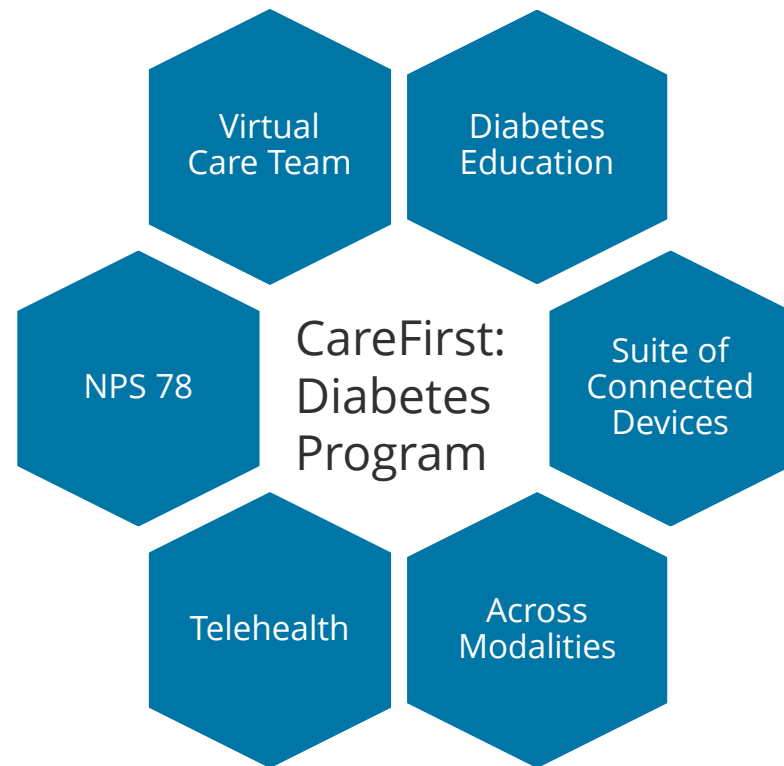 Virtual
Care Team
Diabetes
Education
NPS 78
CareFirst:
Diabetes
Program
Suite of
Connected
Devices
Telehealth
Across
Modalities